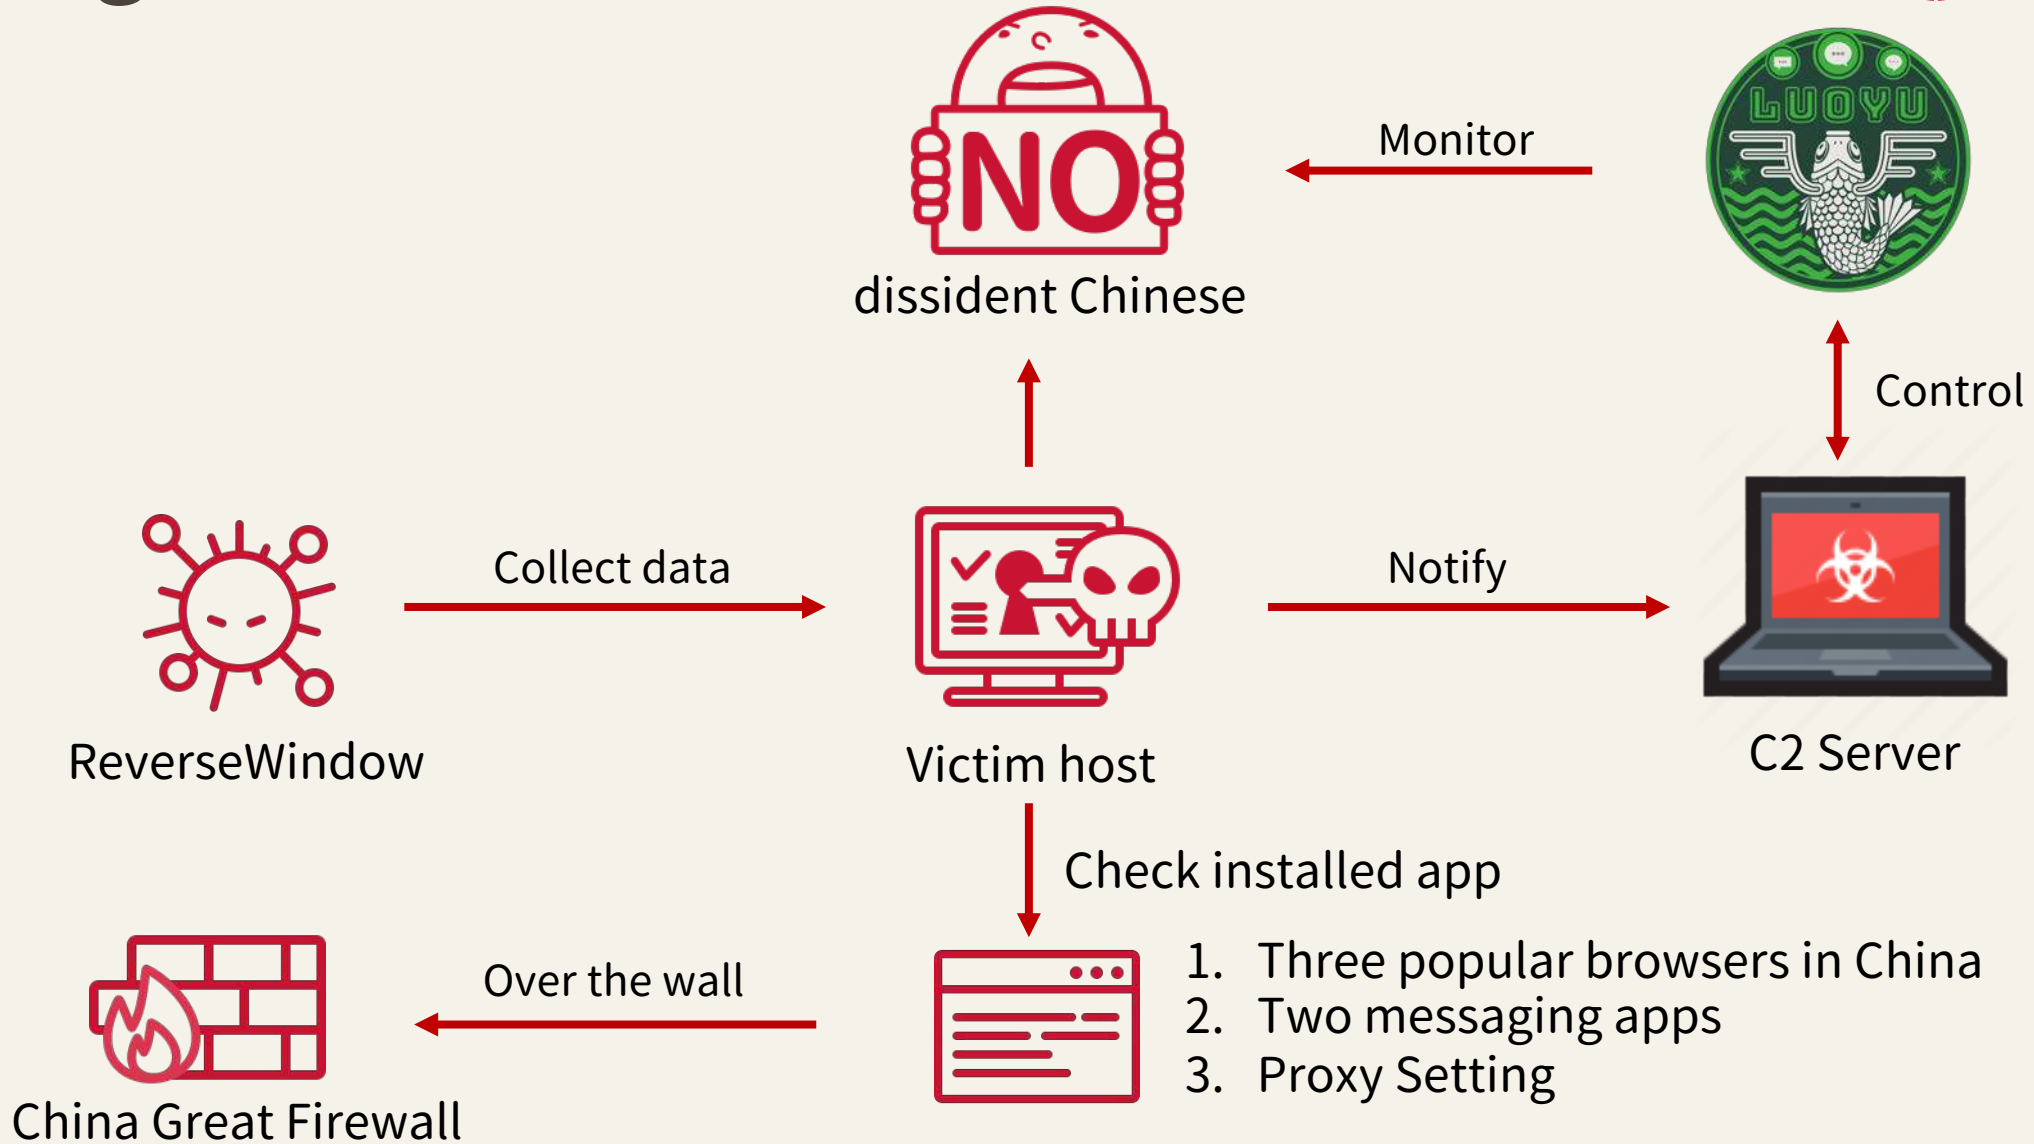 NO
dissident Chinese
Monitor
LUOYU
Control
ReverseWindow
Collect data
Victim host
Notify
C2 Server
Check installed app
1. Three popular browsers in China
2. Two messaging apps
3. Proxy Setting
Over the wall
China Great Firewall